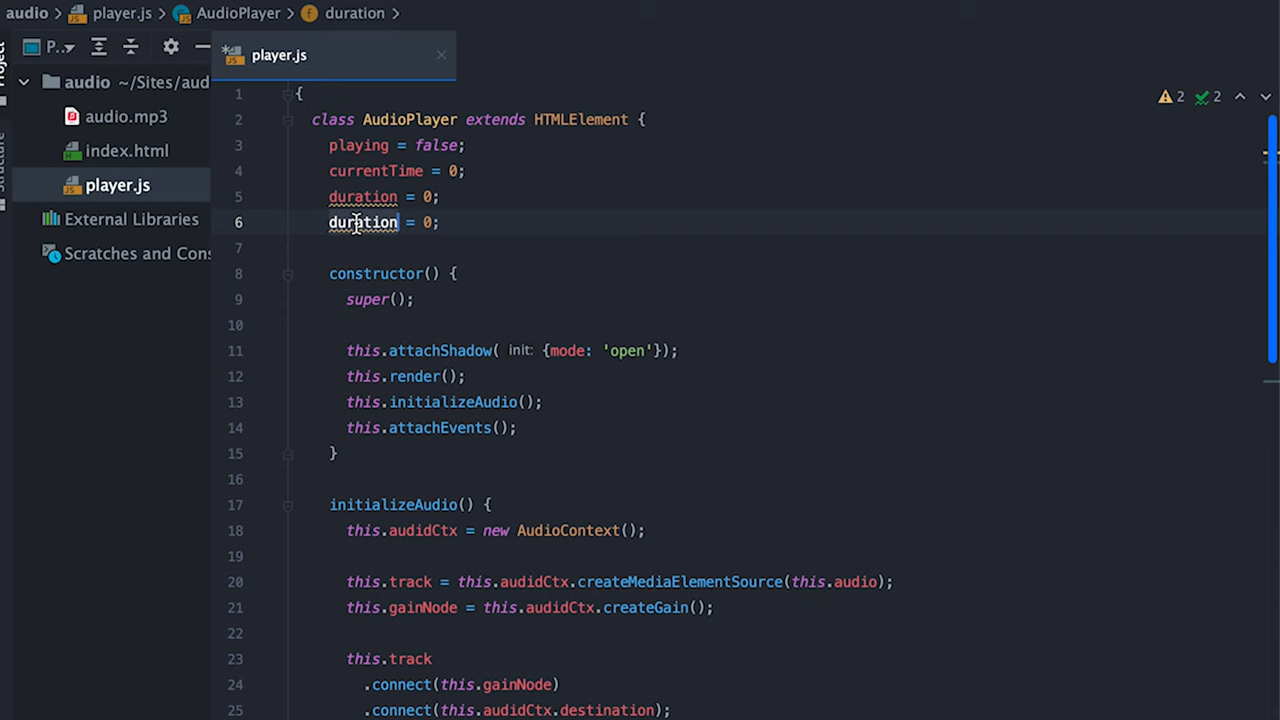 audio player.js AudioPlayer duration
Project
P..
player.js
Structure
audio ~/Sites/aud
audio.mp3
index.html
player.js
External Libraries
Scratches and Cons
2 2
1 {
2 class AudioPlayer extends HTMLElement {
3 playing = false;
4 currentTime = 0;
5 duration = 0;
6 duration = 0;
7
8 constructor() {
9 super();
10
11 this.attachShadow( init: {mode: 'open'});
12 this.render();
13 this.initializeAudio();
14 this.attachEvents();
15 }
16
17 initializeAudio() {
18 this.audidCtx = new AudioContext();
19
20 this.track = this.audidCtx.createMediaElementSource(this.audio);
21 this.gainNode = this.audidCtx.createGain();
22
23 this.track
24 .connect(this.gainNode)
25 .connect(this.audidCtx.destination);